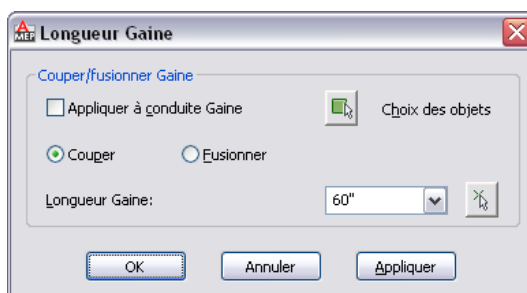 MEP Longueur Gaine
Couper/fusionner Gaine
Appliquer à conduite Gaine
Choix des objets
Couper
Fusionner
Longueur Gaine:
60"
OK
Annuler
Appliquer